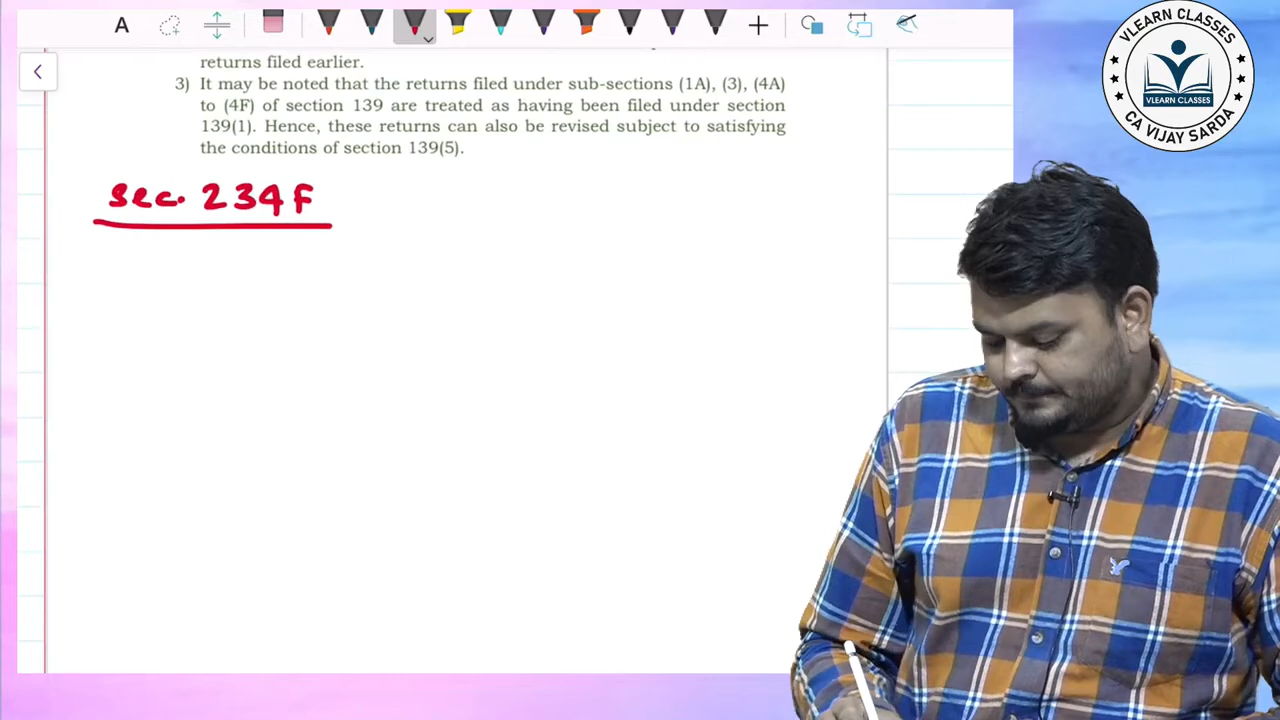 A
returns filed earlier.
3) It may be noted that the returns filed under sub-sections (1A), (3), (4A)
to (4F) of section 139 are treated as having been filed under section
139(1). Hence, these returns can also be revised subject to satisfying
the conditions of section 139(5).
Sec. 234F
VLEARN CLASSES
VLEARN CLASSES
CA VIJAY SARDA